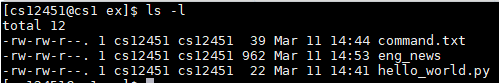 [cs12451@cs1 ex]$ ls -l
total 12
-rw-rw-r--. 1 cs12451 cs12451  39 Mar 11 14:44 command.txt
-rw-rw-r--. 1 cs12451 cs12451 962 Mar 11 14:53 eng_news
-rw-rw-r--. 1 cs12451 cs12451  22 Mar 11 14:41 hello_world.py